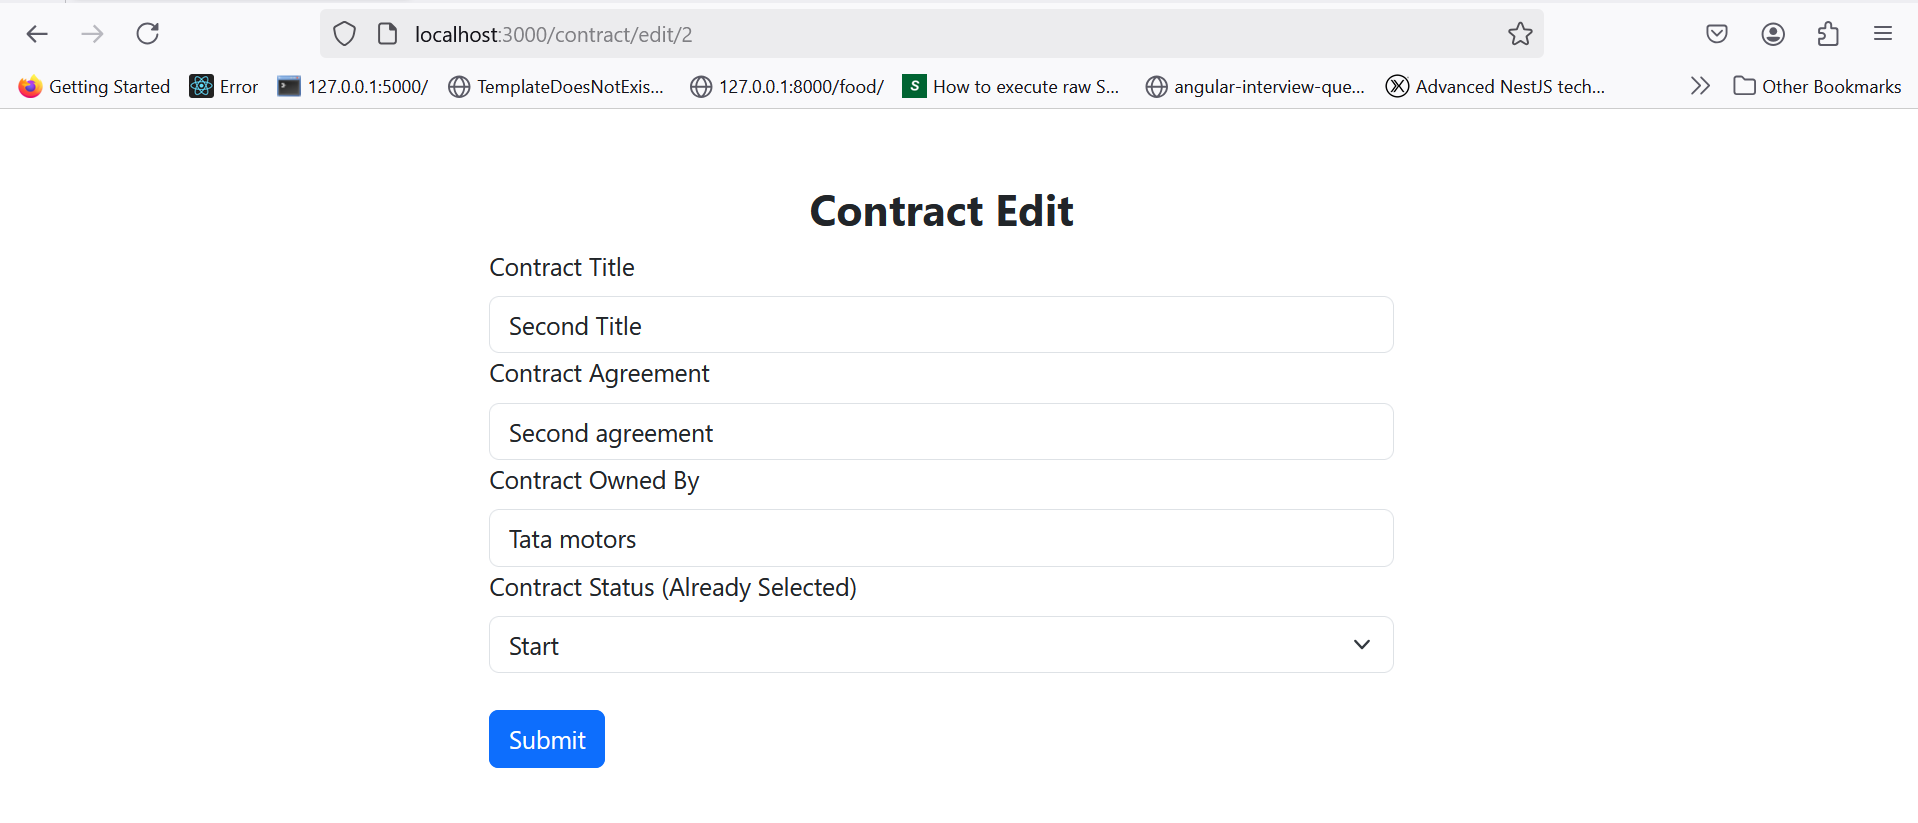 localhost:3000/contract/edit/2
Getting Started Error 127.0.0.1:5000/ TemplateDoesNotExis... 127.0.0.1:8000/food/ S How to execute raw S... angular-interview-que... Advanced NestJS tech... Other Bookmarks
Contract Edit
Contract Title
Second Title
Contract Agreement
Second agreement
Contract Owned By
Tata motors
Contract Status (Already Selected)
Start
Submit